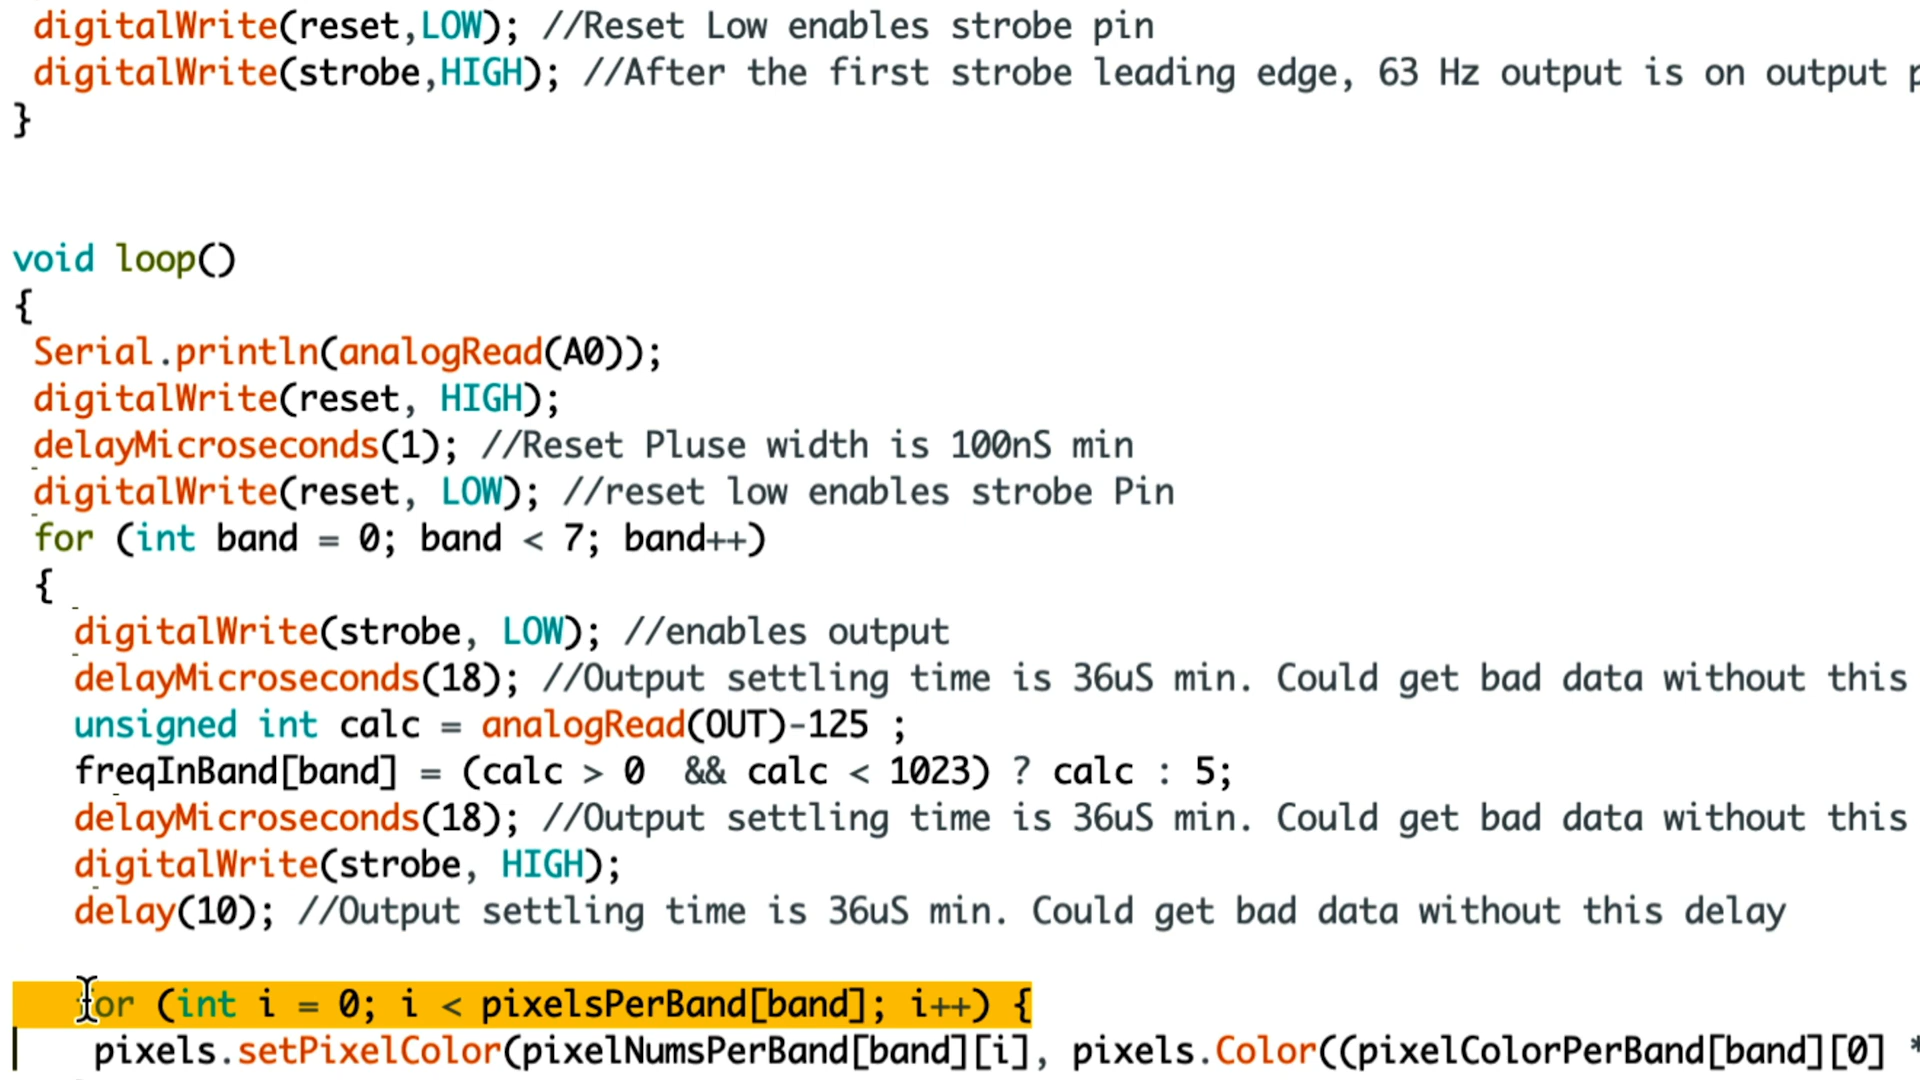 digitalWrite(reset,LOW); //Reset Low enables strobe pin
digitalWrite(strobe,HIGH); //After the first strobe leading edge, 63 Hz output is on output
}
void loop()
{
Serial.println(analogRead(A0));
digitalWrite(reset, HIGH);
delayMicroseconds(1); //Reset Pluse width is 100nS min
digitalWrite(reset, LOW); //reset low enables strobe Pin
for (int band = 0; band < 7; band++)
{
digitalWrite(strobe, LOW); //enables output
delayMicroseconds(18); //Output settling time is 36uS min. Could get bad data without this
unsigned int calc = analogRead(OUT)-125 ;
freqInBand[band] = (calc > 0  && calc < 1023) ? calc : 5;
delayMicroseconds(18); //Output settling time is 36uS min. Could get bad data without this
digitalWrite(strobe, HIGH);
delay(10); //Output settling time is 36uS min. Could get bad data without this delay
for (int i = 0; i < pixelsPerBand[band]; i++) {
pixels.setPixelColor(pixelNumsPerBand[band][i], pixels.Color((pixelColorPerBand[band][0] *